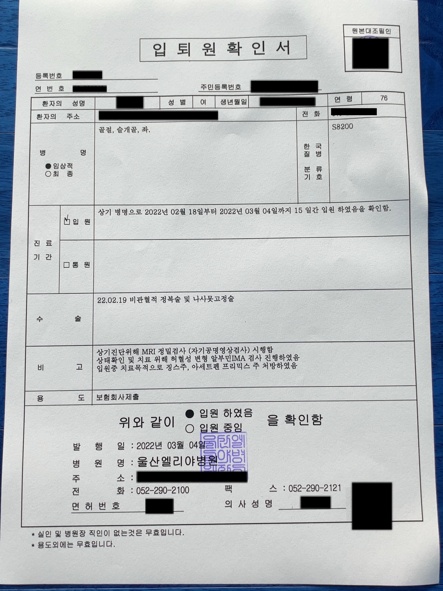 입 퇴 원 확 인 서
원본대조필인
등록번호
연 번 호
주민등록번호
환자의 성명 성 별 여 생년월일 연 령 76
환자의 주소 전 화
병 명
●임상적
○최 종
골절, 슬개골, 좌.
한 국
질 병
분 류
기 호
S8200
진 료
기 간
☑입 원
상기 병명으로 2022년 02월 18일부터 2022년 03월 04일까지 15 일간 입원 하였음을 확인함.
□통 원
수 술
22.02.19 비관혈적 정복술 및 나사못고정술
비 고
상기진단위해 MRI 정밀검사 (자기공명영상검사) 시행함
상태확인 및 치료 위해 허혈성 변형 알부민IMA 검사 진행하였음
입원중 치료목적으로 징스주, 아세트펜 프리믹스 주 처방하였음
용 도 보험회사제출
위와 같이 ● 입원 하였음 을 확인함
○ 입원 중임
발 행 일 :2022년 03월 04일
병 원 명 : 울산엘리야병원
주 소 :
전 화 :052-290-2100 팩 스 :052-290-2121
면허번호 : 의사성명 :
* 실인 및 병원장 직인이 없는것은 무효입니다.
* 용도외에는 무효입니다.